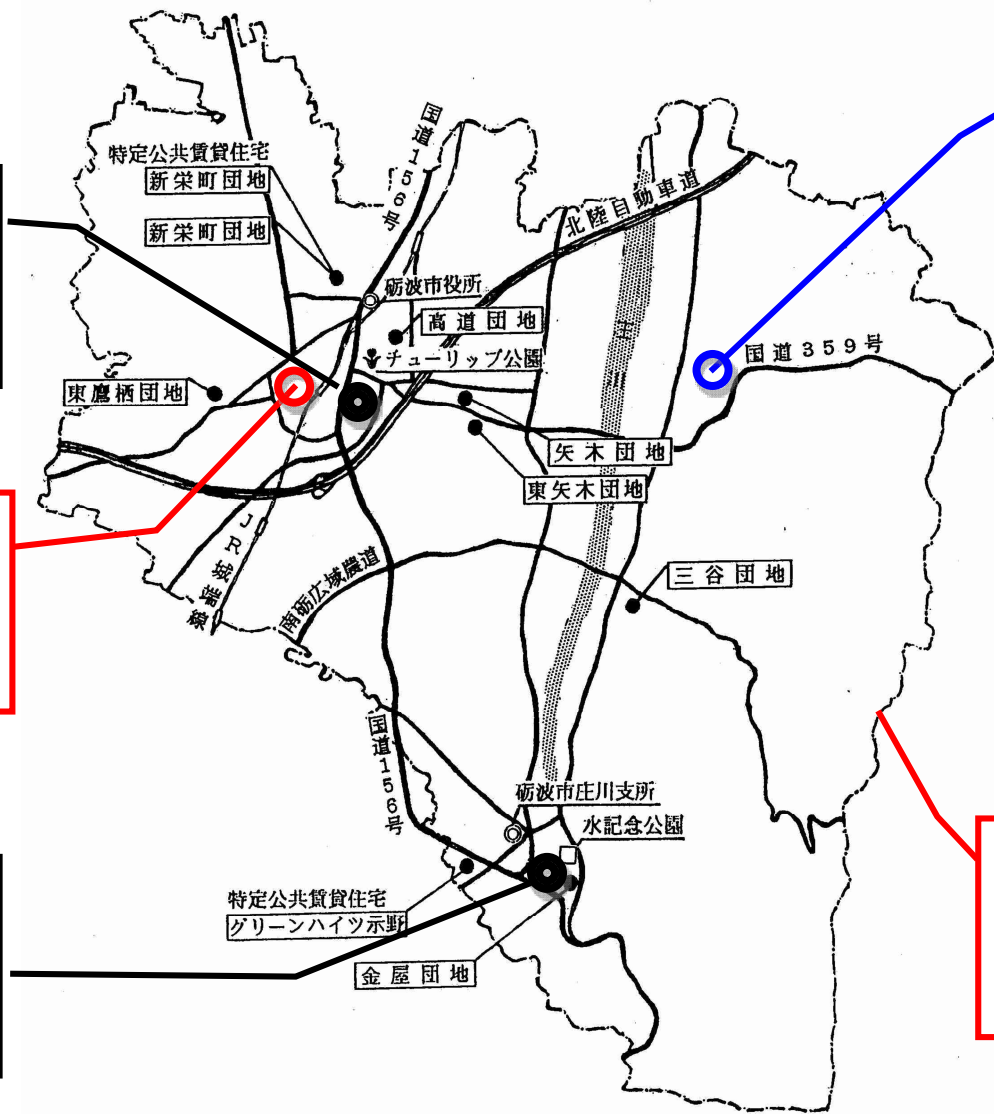 国道156号
特定公共賃貸住宅
新栄町団地
新栄町団地
北陸自動車道
砺波市役所
高道団地
チューリップ公園
国道359号
東鷹栖団地
矢木団地
東矢木団地
JR城端線
南砺広域農道
三谷団地
庄川
国道156号
砺波市庄川支所
水記念公園
特定公共賃貸住宅
グリーンハイツ示野
金屋団地